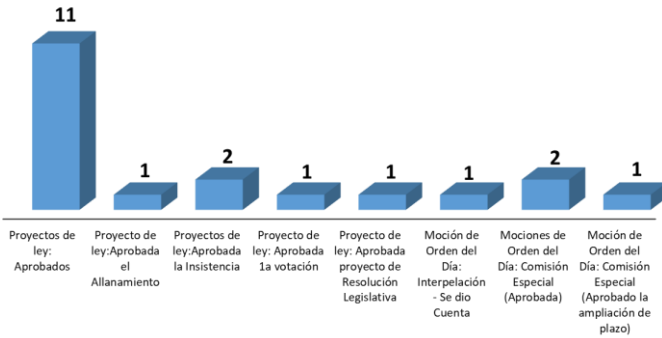 11
1
2
1
1
1
2
1
Proyectos de
ley:
Aprobados
Proyecto de
ley:Aprobada
el
Allanamiento
Proyectos de
ley:Aprobada
la Insistencia
Proyecto de
ley: Aprobada
1a votación
Proyecto de
ley: Aprobada
proyecto de
Resolución
Legislativa
Moción de
Orden del
Día:
Interpelación
- Se dio
Cuenta
Mociones de
Orden del
Día: Comisión
Especial
(Aprobada)
Moción de
Orden del
Día: Comisión
Especial
(Aprobado la
ampliación de
plazo)